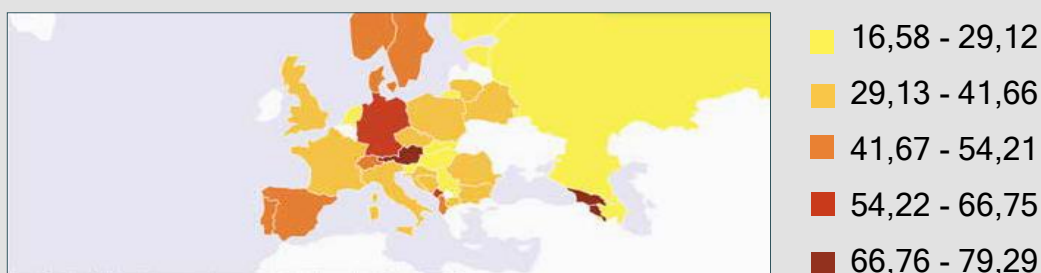 16,58 - 29,12
29,13 - 41,66
41,67 - 54,21
54,22 - 66,75
66,76 - 79,29